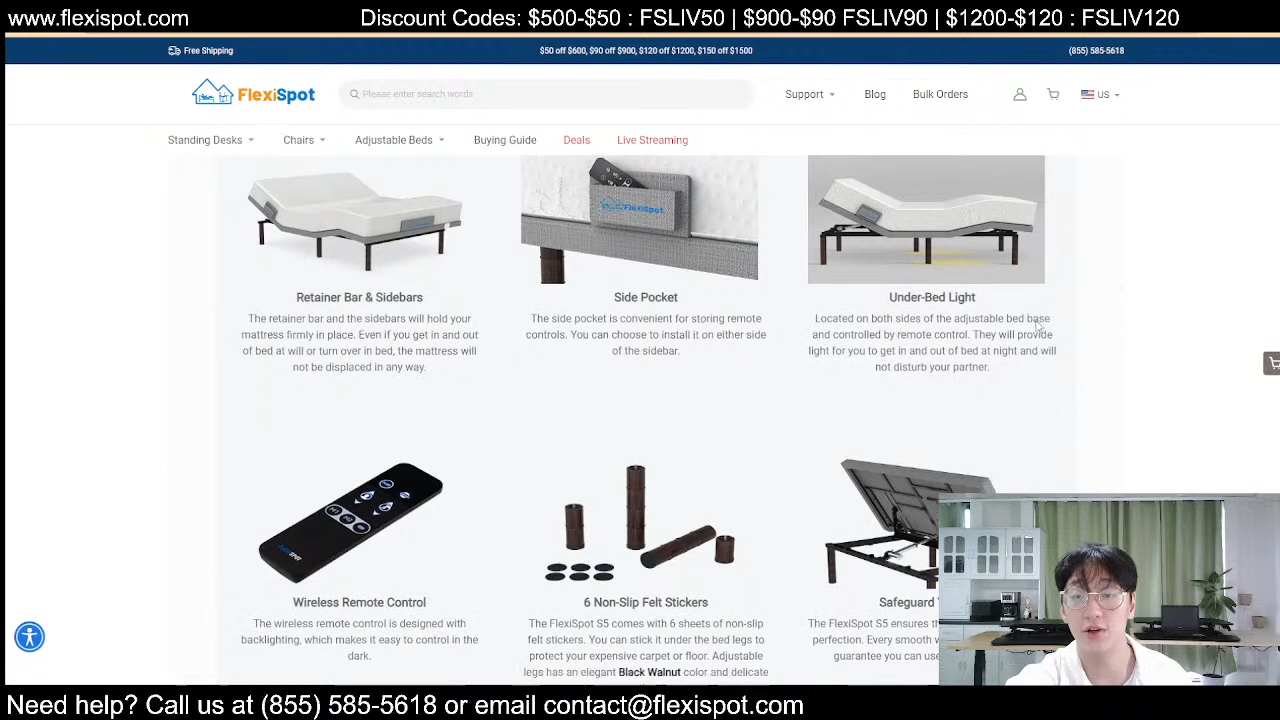 www.flexispot.com
Discount Codes: $500-$50 : FSLIV50 | $900-$90 FSLIV90 | $1200-$120 : FSLIV120
Free Shipping
$50 off $600, $90 off $900, $120 off $1200, $150 off $1500
(855) 585-5618
FlexiSpot
Please enter search words
Support
Blog
Bulk Orders
US
Standing Desks
Chairs
Adjustable Beds
Buying Guide
Deals
Live Streaming
FlexiSpot
Retainer Bar & Sidebars
The retainer bar and the sidebars will hold your
mattress firmly in place. Even if you get in and out
of bed at will or turn over in bed, the mattress will
not be displaced in any way.
Side Pocket
The side pocket is convenient for storing remote
controls. You can choose to install it on either side
of the sidebar.
Under-Bed Light
Located on both sides of the adjustable bed base
and controlled by remote control. They will provide
light for you to get in and out of bed at night and will
not disturb your partner.
Wireless Remote Control
The wireless remote control is designed with
backlighting, which makes it easy to control in the
dark.
6 Non-Slip Felt Stickers
The FlexiSpot S5 comes with 6 sheets of non-slip
felt stickers. You can stick it under the bed legs to
protect your expensive carpet or floor. Adjustable
legs has an elegant Black Walnut color and delicate
Safeguard
The FlexiSpot S5 ensures th
perfection. Every smooth w
guarantee you can use
Need help? Call us at (855) 585-5618 or email contact@flexispot.com